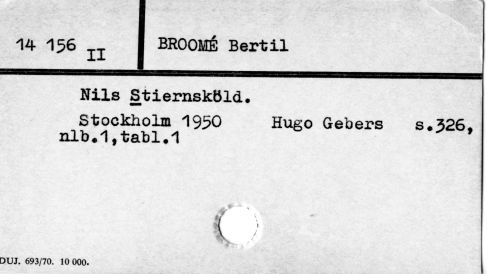 14 156 II BROOMÉ Bertil
Nils Stiernsköld.
Stockholm 1950 Hugo Gebers s.326,
nlb.1,tabl.1
DUJ. 693/70. 10 000.